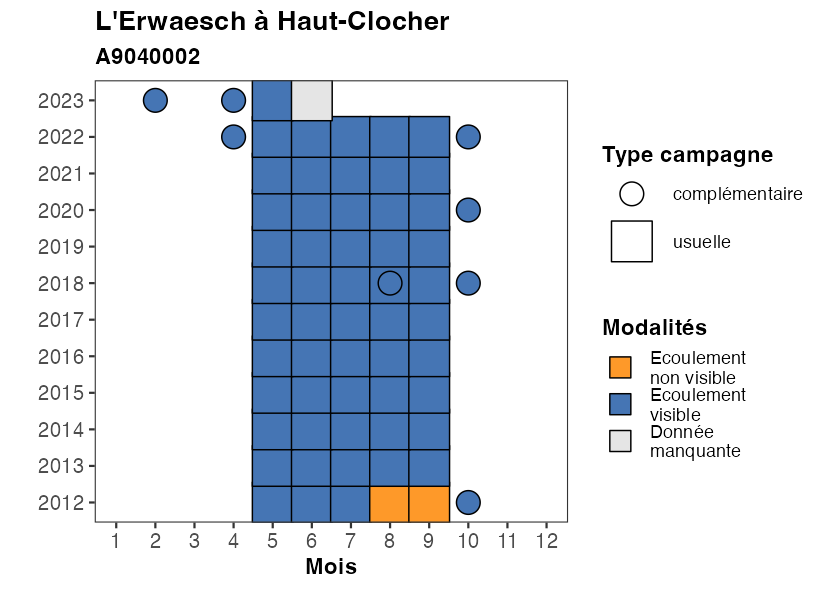 L'Erwaesch à Haut-Clocher
A9040002
2023
2022
2021
2020
2019
2018
2017
2016
2015
2014
2013
2012
1 2 3 4 5 6 7 8 9 10 11 12
Mois
Type campagne
complémentaire
usuelle
Modalités
Ecoulement
non visible
Ecoulement
visible
Donnée
manquante